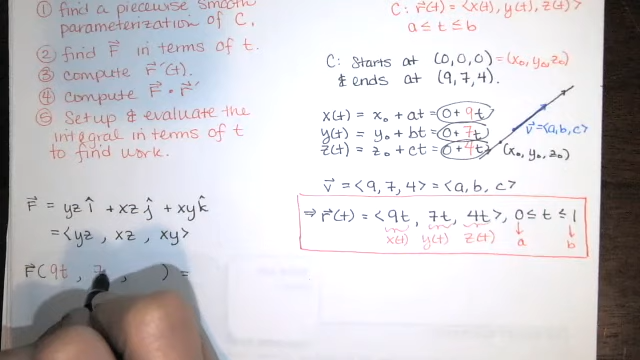 ① find a piecewise smooth
parameterization of C.
② find F⃗ in terms of t.
③ compute r⃗'(t).
④ compute F⃗ • r⃗'
⑤ Setup & evaluate the
integral in terms of t
to find work.
F⃗ = yz î + xz ĵ + xy k̂
= <yz, xz, xy>
F⃗(9t, 7 , ) =
C: r⃗(t) = <x(t), y(t), z(t)>
a ≤ t ≤ b
C: Starts at (0,0,0) = (x₀, y₀, z₀)
& ends at (9,7,4).
x(t) = x₀ + at = 0+9t
y(t) = y₀ + bt = 0+7t
z(t) = z₀ + ct = 0+4t
v⃗ = <a,b,c>
(x₀, y₀, z₀)
v⃗ = <9,7,4> = <a,b,c>
⇒ r⃗(t) = <9t, 7t, 4t>, 0 ≤ t ≤ 1
x(t) y(t) z(t) a b